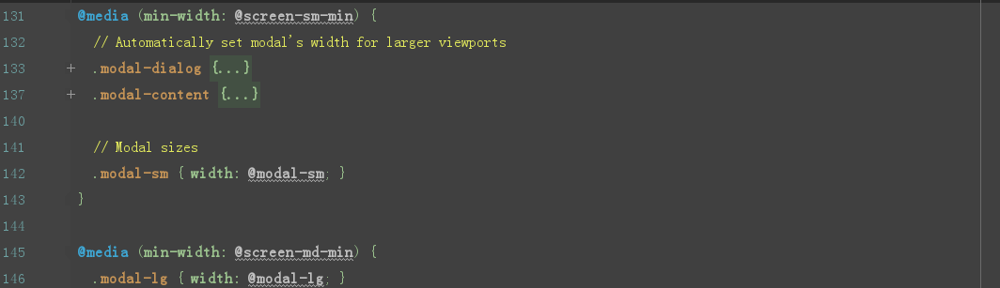 131 @media (min-width: @screen-sm-min) {
132 // Automatically set modal's width for larger viewports
133 + .modal-dialog {...}
137 + .modal-content {...}
140
141 // Modal sizes
142 .modal-sm { width: @modal-sm; }
143 }
144
145 @media (min-width: @screen-md-min) {
146 .modal-lg { width: @modal-lg; }